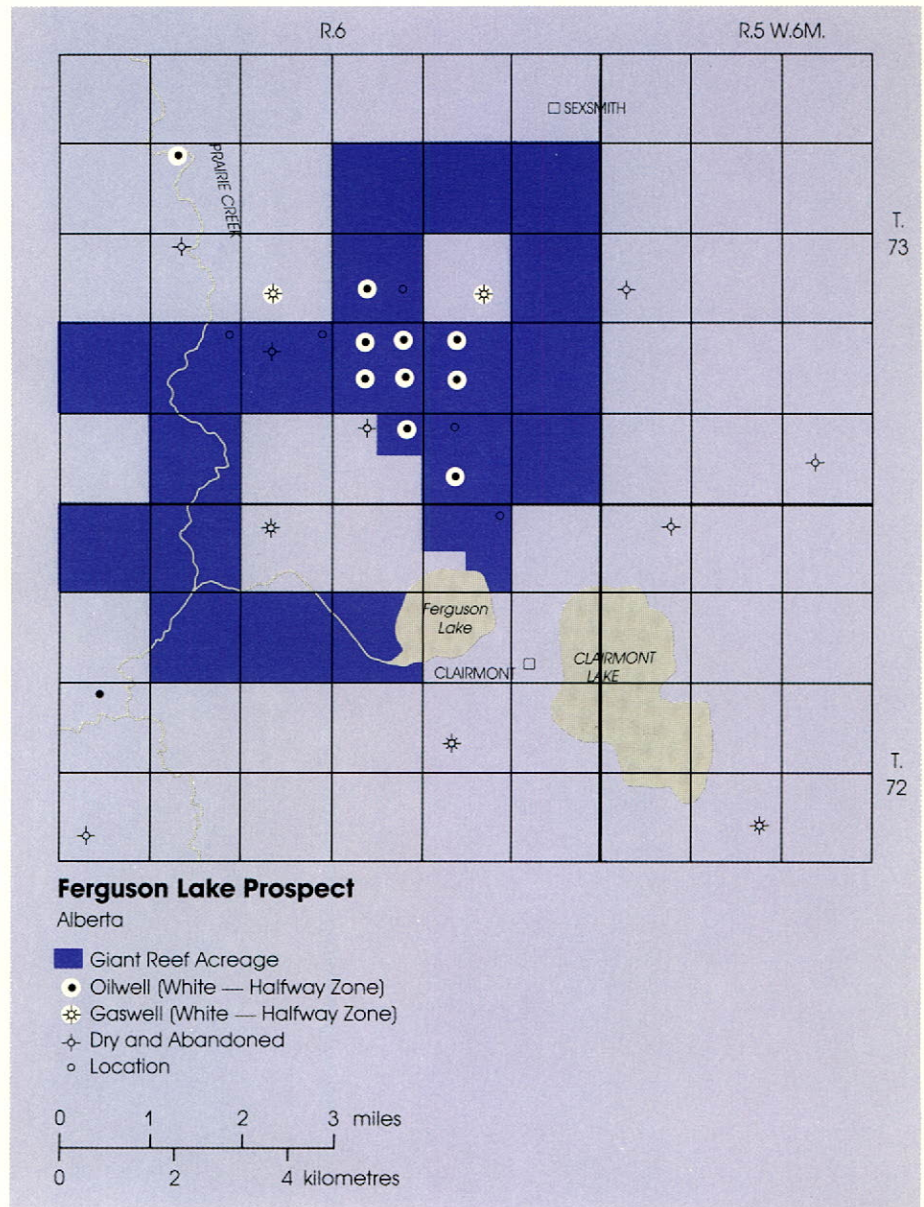 R.6
R.5 W.6M.
SEXSMITH
PRAIRIE CREEK
T.
73
Ferguson
Lake
CLAIRMONT
CLAIRMONT
LAKE
T.
72
Ferguson Lake Prospect
Alberta
Giant Reef Acreage
Oilwell (White — Halfway Zone)
Gaswell (White — Halfway Zone)
Dry and Abandoned
Location
0 1 2 3 miles
0 2 4 kilometres